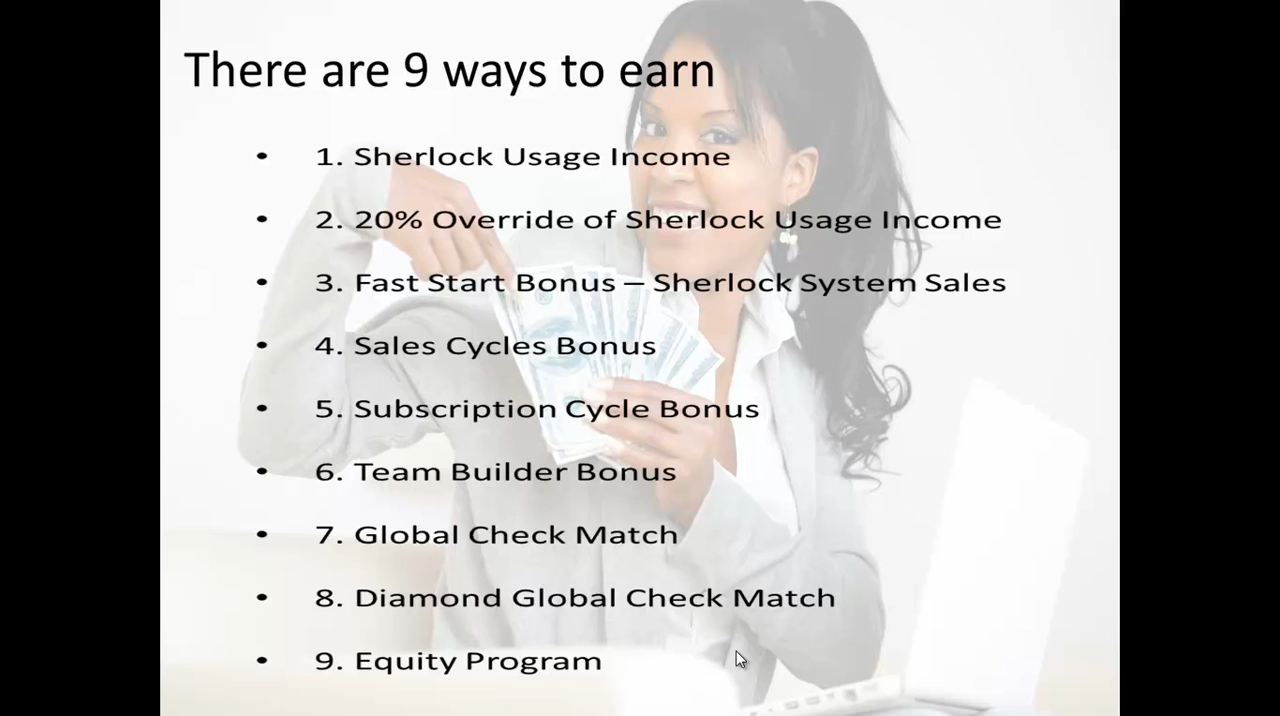 There are 9 ways to earn
• 1. Sherlock Usage Income
• 2. 20% Override of Sherlock Usage Income
• 3. Fast Start Bonus – Sherlock System Sales
• 4. Sales Cycles Bonus
• 5. Subscription Cycle Bonus
• 6. Team Builder Bonus
• 7. Global Check Match
• 8. Diamond Global Check Match
• 9. Equity Program